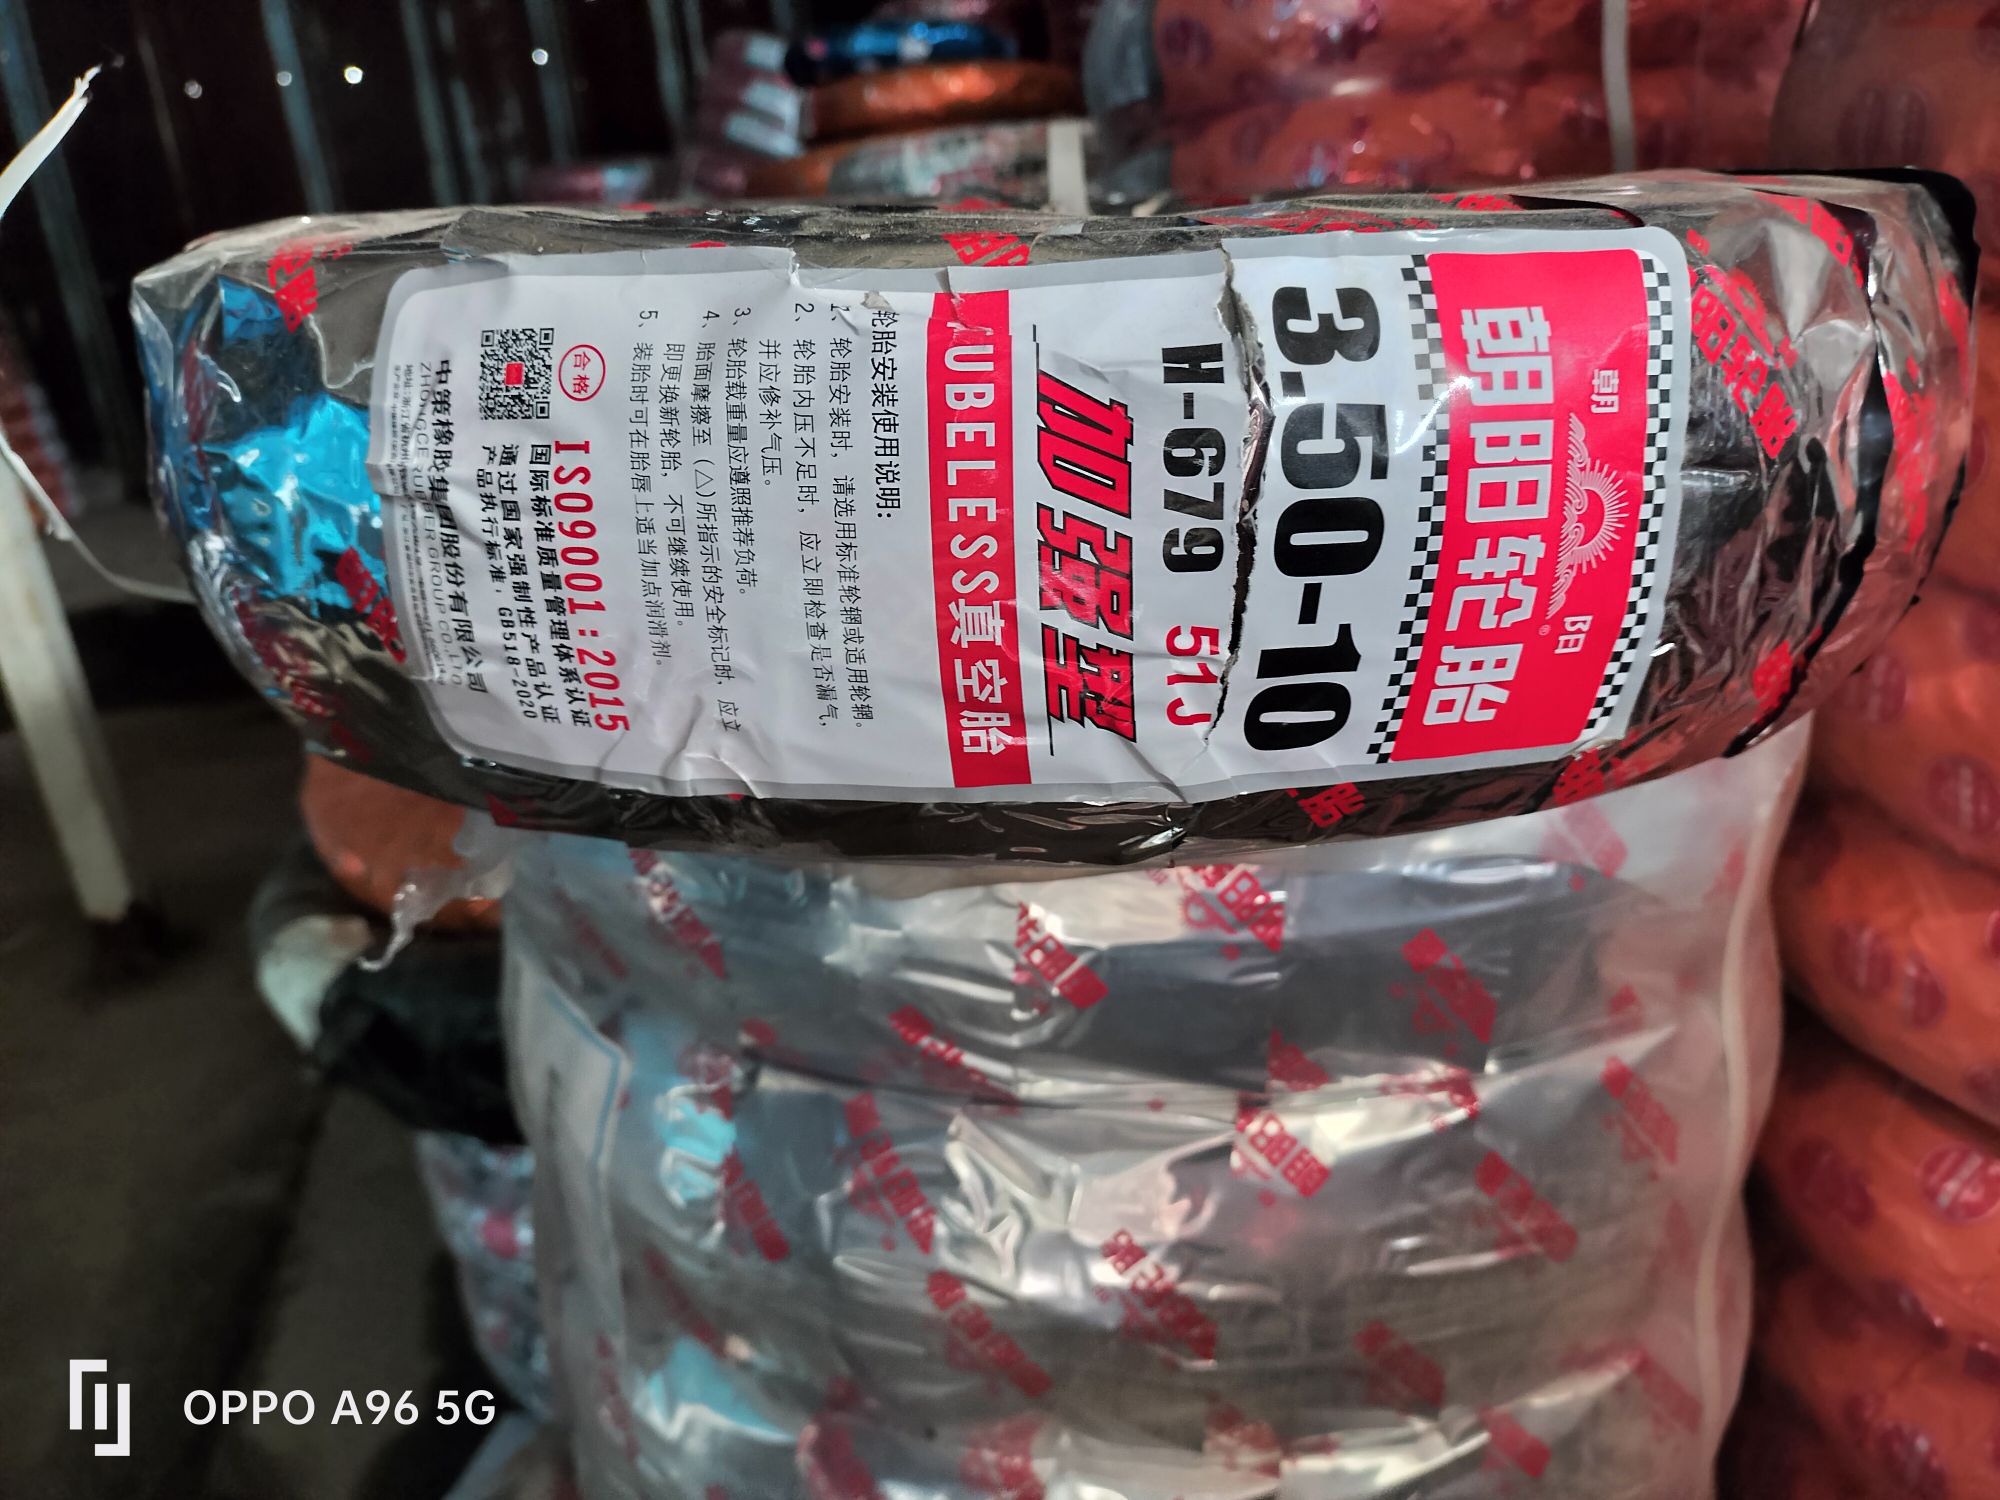 朝 阳
朝阳轮胎®
3.50-10
H-679 51J
加强型
TUBELESS真空胎
轮胎安装使用说明:
1、轮胎安装时，请选用标准轮辋或适用轮辋。
2、轮胎内压不足时，应立即检查是否漏气，
并应修补气压。
3、轮胎载重量应遵照推荐负荷。
4、胎面磨擦至（△）所指示的安全标记时，应立
即更换新轮胎，不可继续使用。
5、装胎时可在胎唇上适当加点润滑剂。
合格
ISO9001:2015
国际标准质量管理体系认证
通过国家强制性产品认证
产品执行标准：GB518-2020
中策橡胶集团股份有限公司
ZHONGCE RUBBER GROUP CO.,LTD
OPPO A96 5G